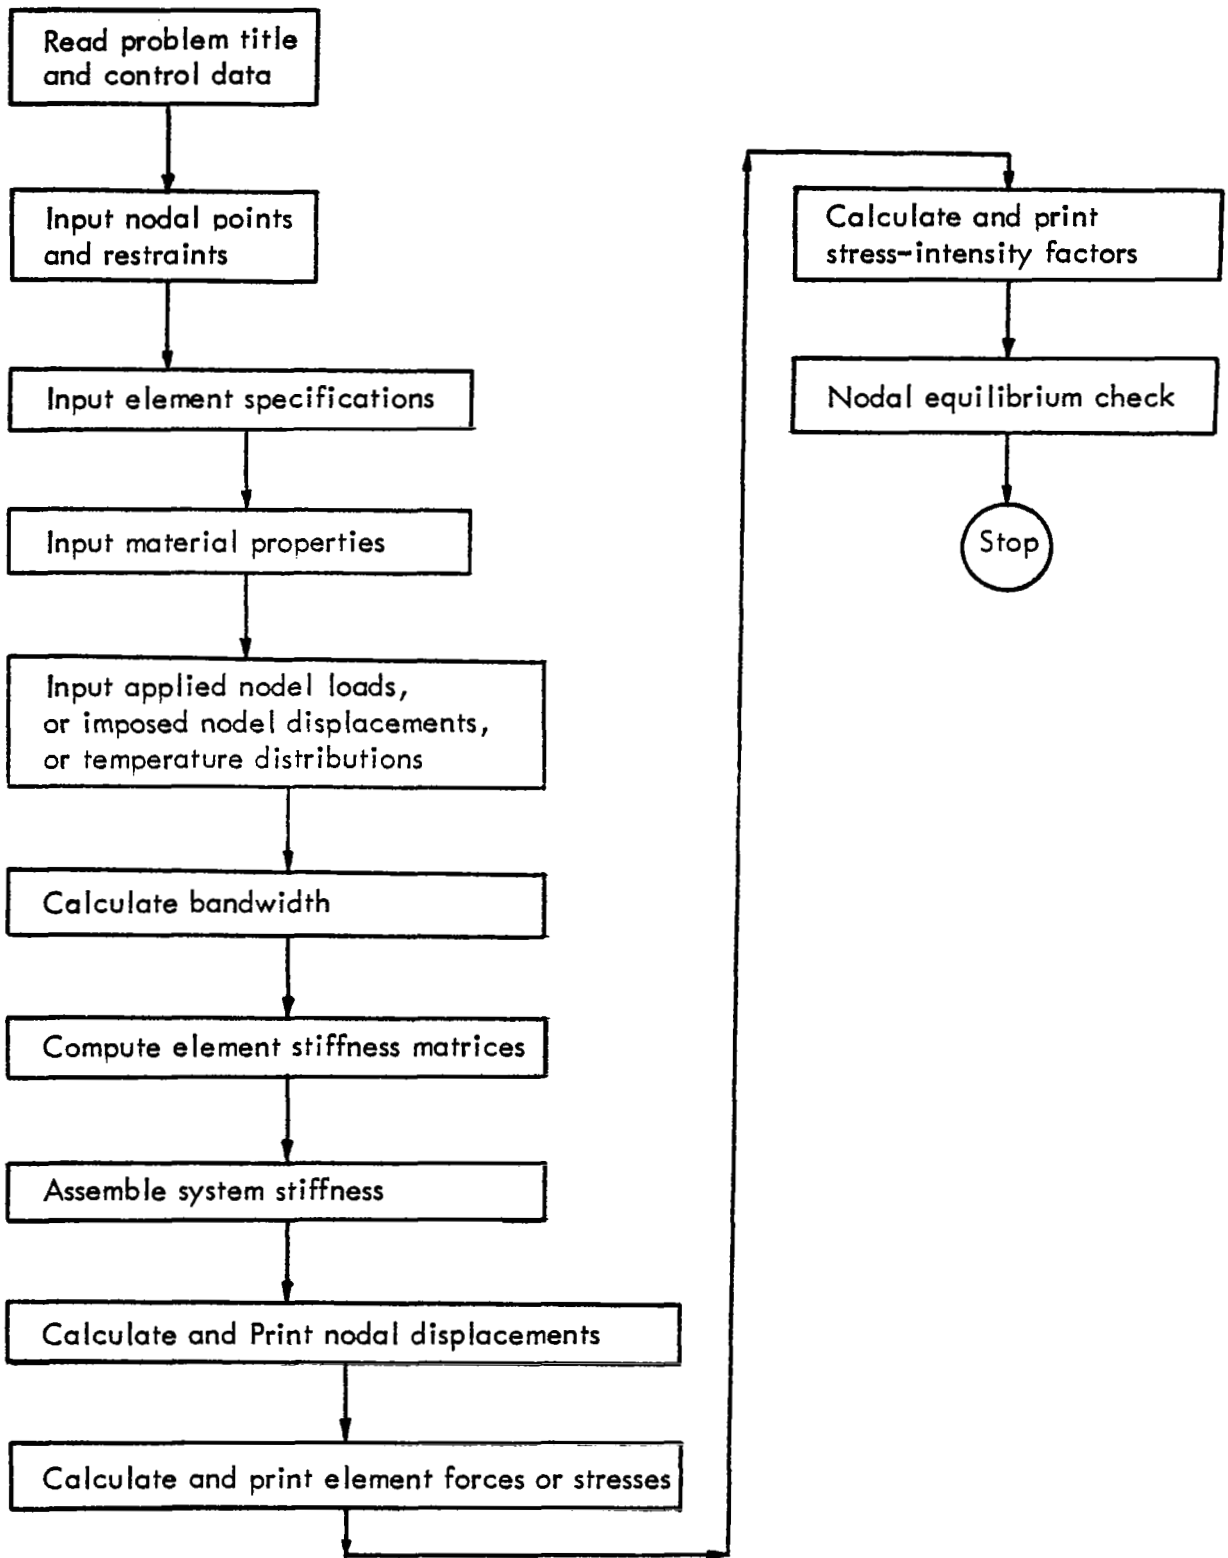 Read problem title
and control data
Input nodal points
and restraints
Input element specifications
Input material properties
Input applied nodel loads,
or imposed nodel displacements,
or temperature distributions
Calculate bandwidth
Compute element stiffness matrices
Assemble system stiffness
Calculate and Print nodal displacements
Calculate and print element forces or stresses
Calculate and print
stress-intensity factors
Nodal equilibrium check
Stop